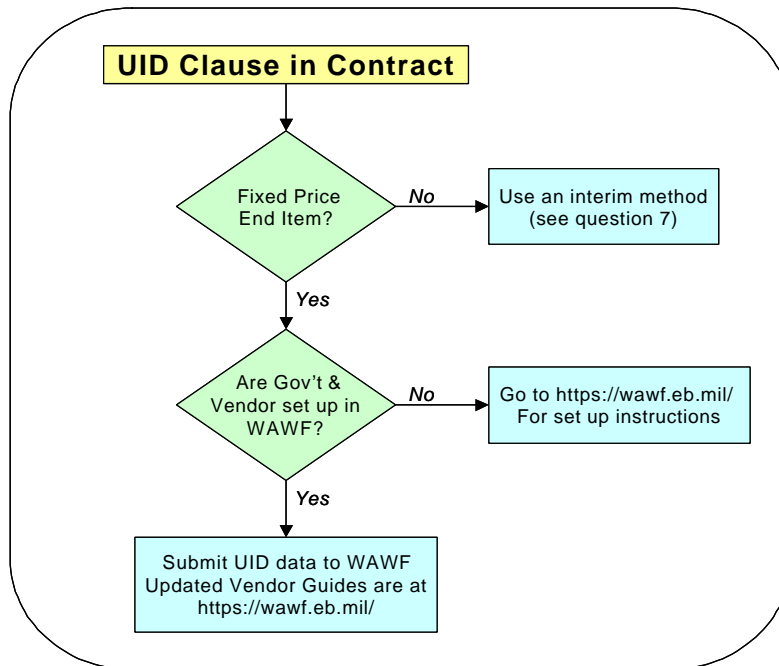 UID Clause in Contract
Fixed Price
End Item?
No
Use an interim method
(see question 7)
Yes
Are Gov't &
Vendor set up in
WAWF?
No
Go to https://wawf.eb.mil/
For set up instructions
Yes
Submit UID data to WAWF
Updated Vendor Guides are at
https://wawf.eb.mil/